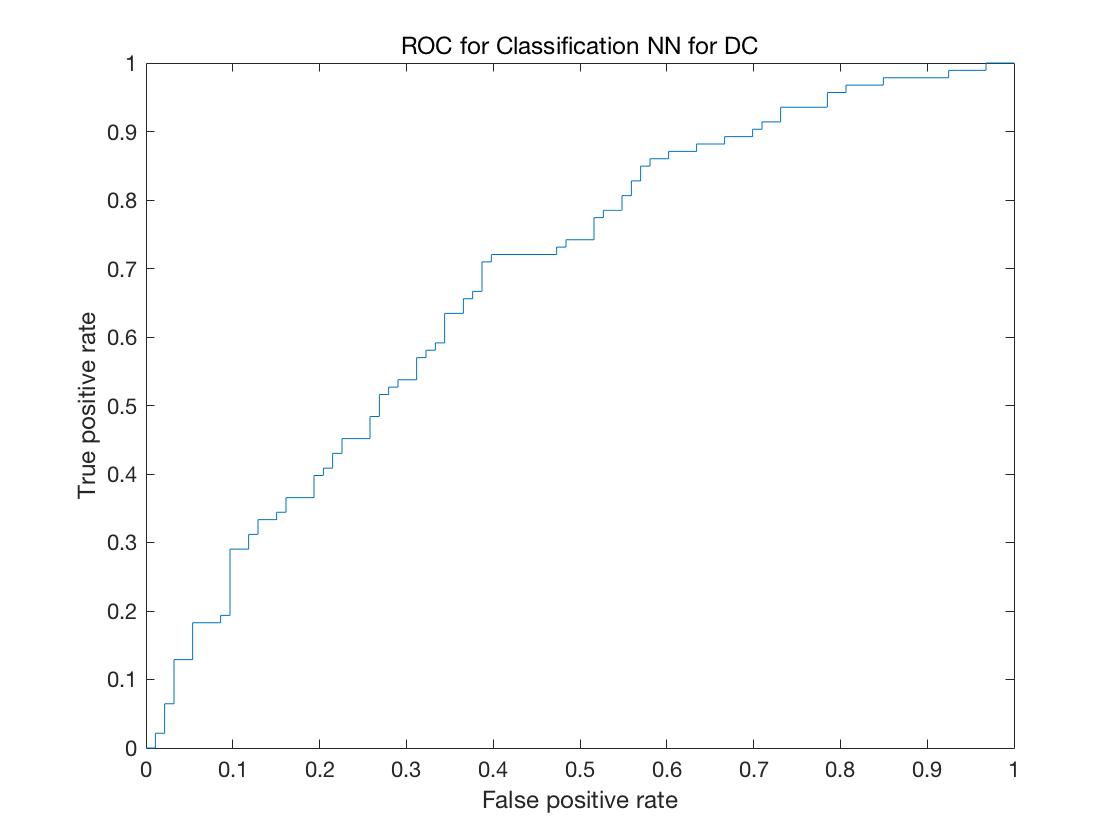 ROC for Classification NN for DC
1
0.9
0.8
0.7
0.6
0.5
0.4
0.3
0.2
0.1
0
True positive rate
0 0.1 0.2 0.3 0.4 0.5 0.6 0.7 0.8 0.9 1
False positive rate